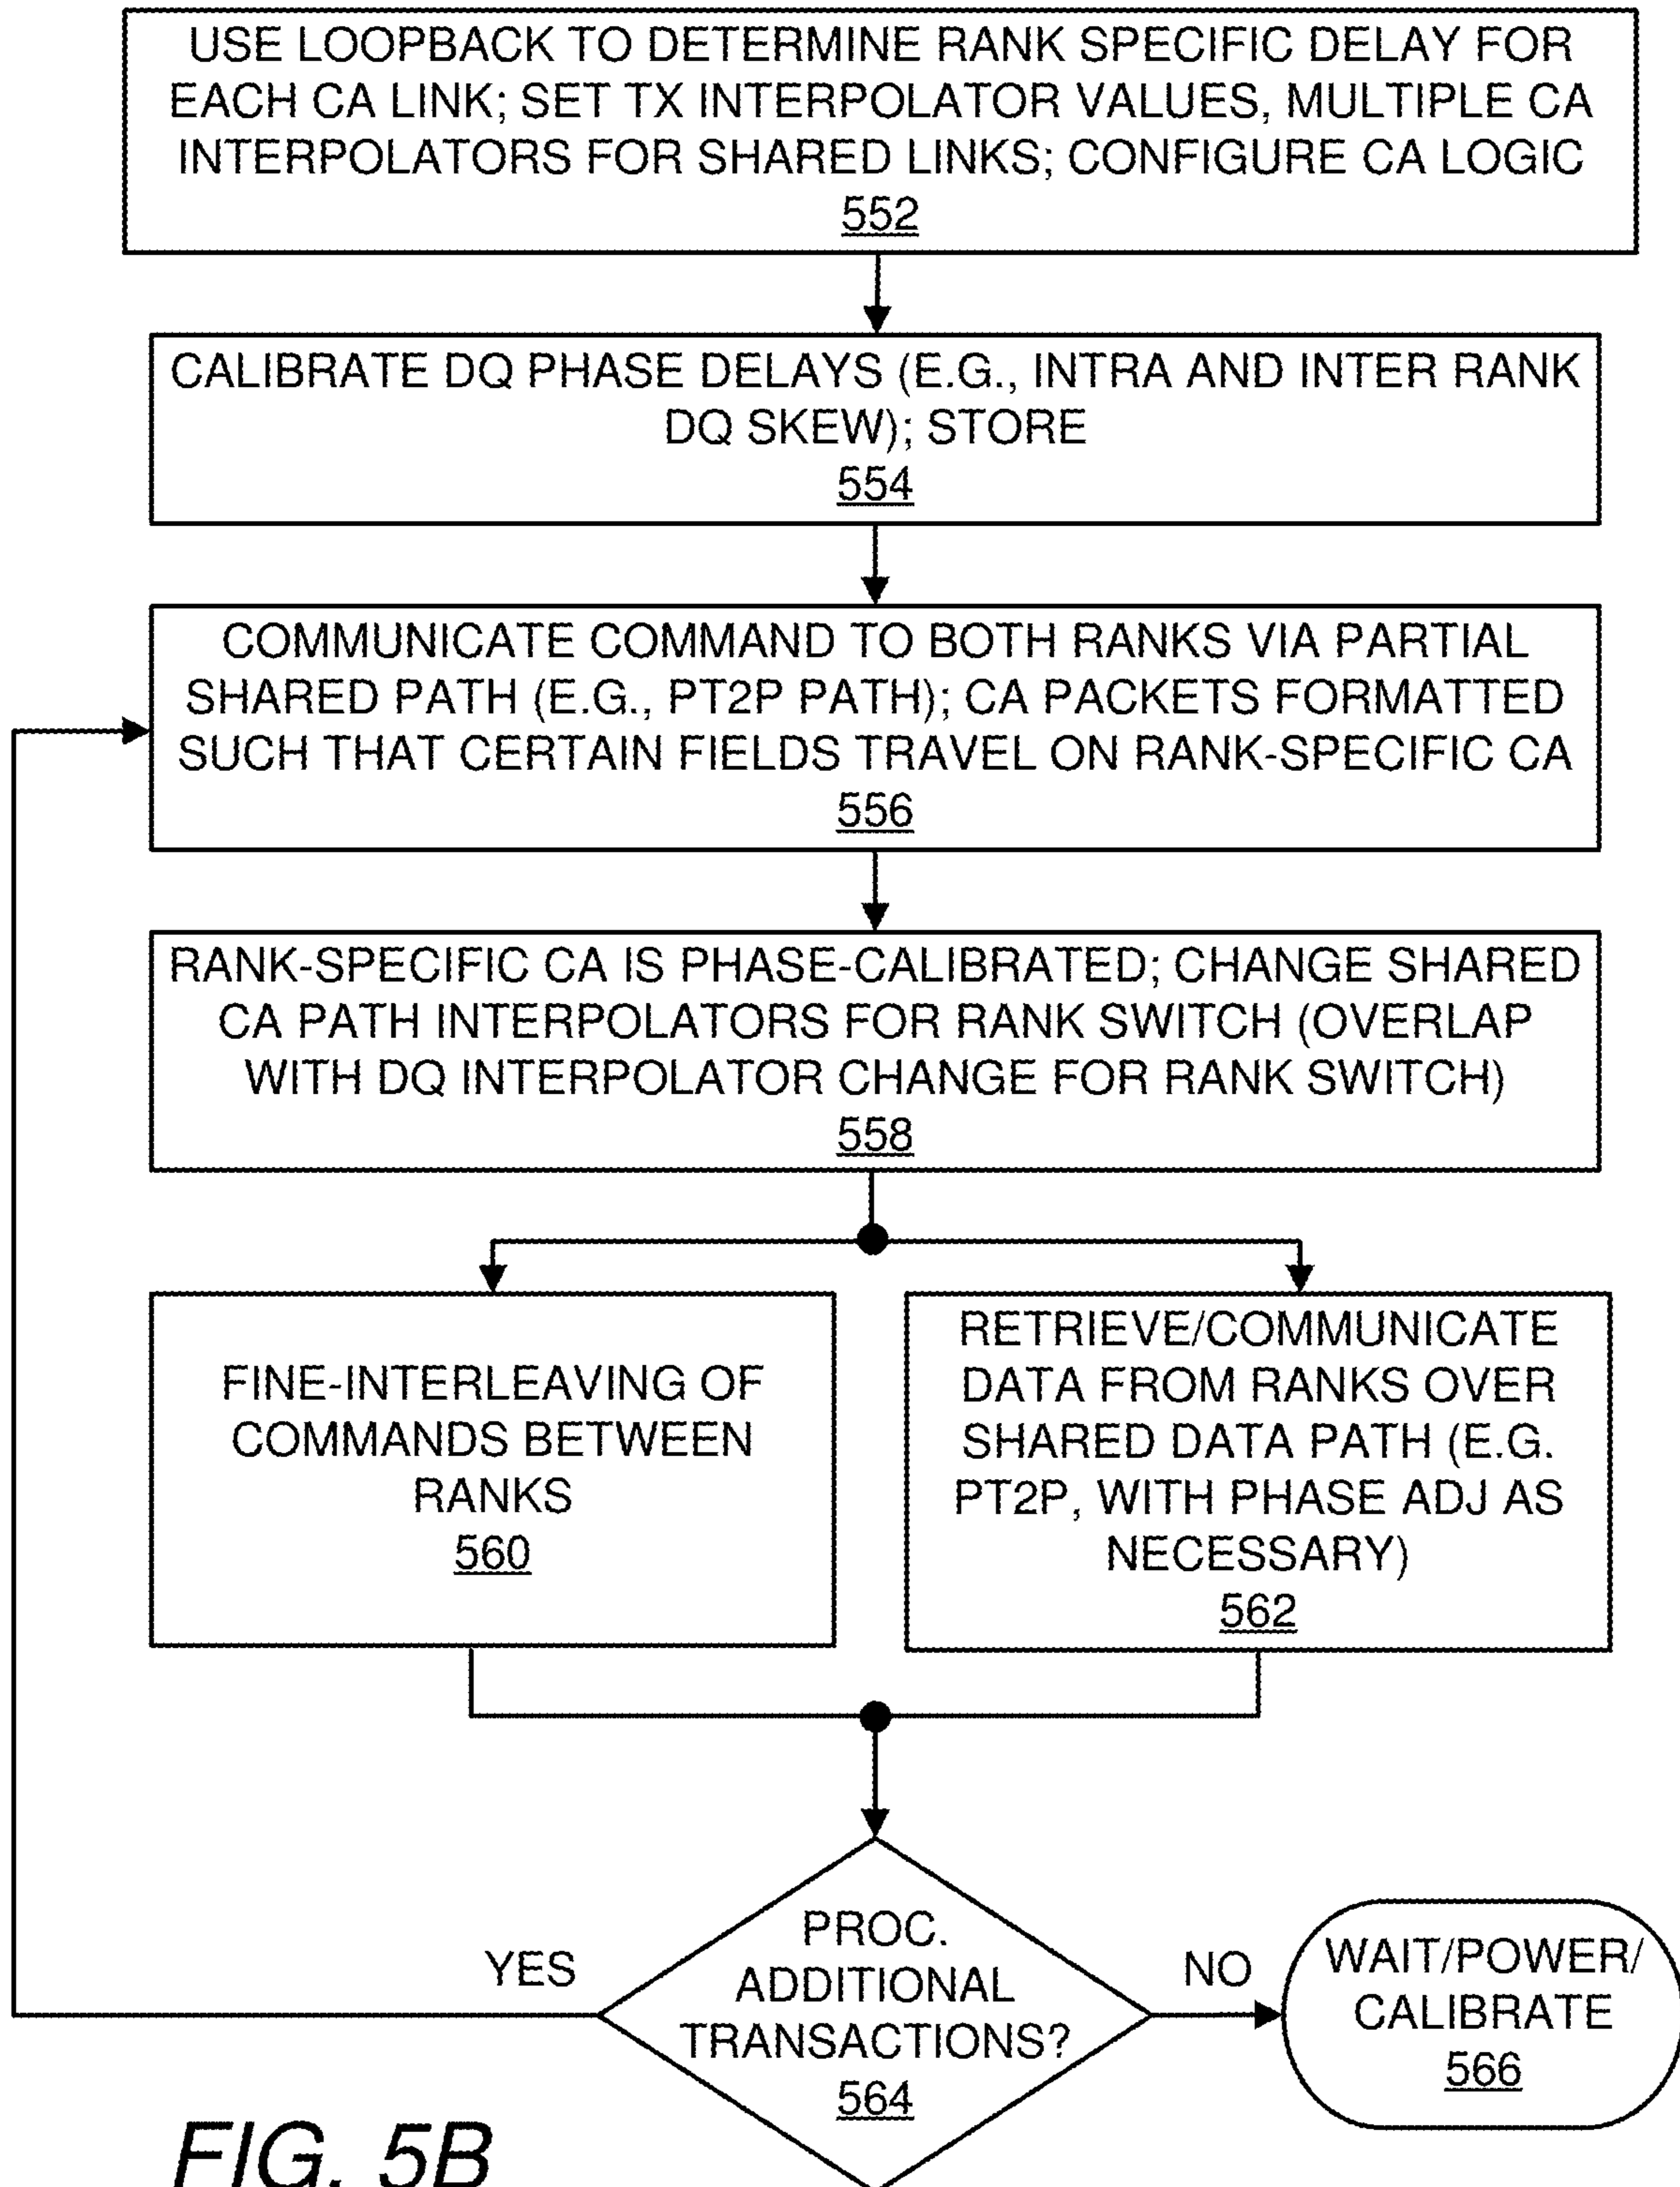 USE LOOPBACK TO DETERMINE RANK SPECIFIC DELAY FOR
EACH CA LINK; SET TX INTERPOLATOR VALUES, MULTIPLE CA
INTERPOLATORS FOR SHARED LINKS; CONFIGURE CA LOGIC
552
CALIBRATE DQ PHASE DELAYS (E.G., INTRA AND INTER RANK
DQ SKEW); STORE
554
COMMUNICATE COMMAND TO BOTH RANKS VIA PARTIAL
SHARED PATH (E.G., PT2P PATH); CA PACKETS FORMATTED
SUCH THAT CERTAIN FIELDS TRAVEL ON RANK-SPECIFIC CA
556
RANK-SPECIFIC CA IS PHASE-CALIBRATED; CHANGE SHARED
CA PATH INTERPOLATORS FOR RANK SWITCH (OVERLAP
WITH DQ INTERPOLATOR CHANGE FOR RANK SWITCH)
558
FINE-INTERLEAVING OF
COMMANDS BETWEEN
RANKS
560
RETRIEVE/COMMUNICATE
DATA FROM RANKS OVER
SHARED DATA PATH (E.G.
PT2P, WITH PHASE ADJ AS
NECESSARY)
562
PROC.
ADDITIONAL
TRANSACTIONS?
564
YES
NO
WAIT/POWER/
CALIBRATE
566
FIG. 5B